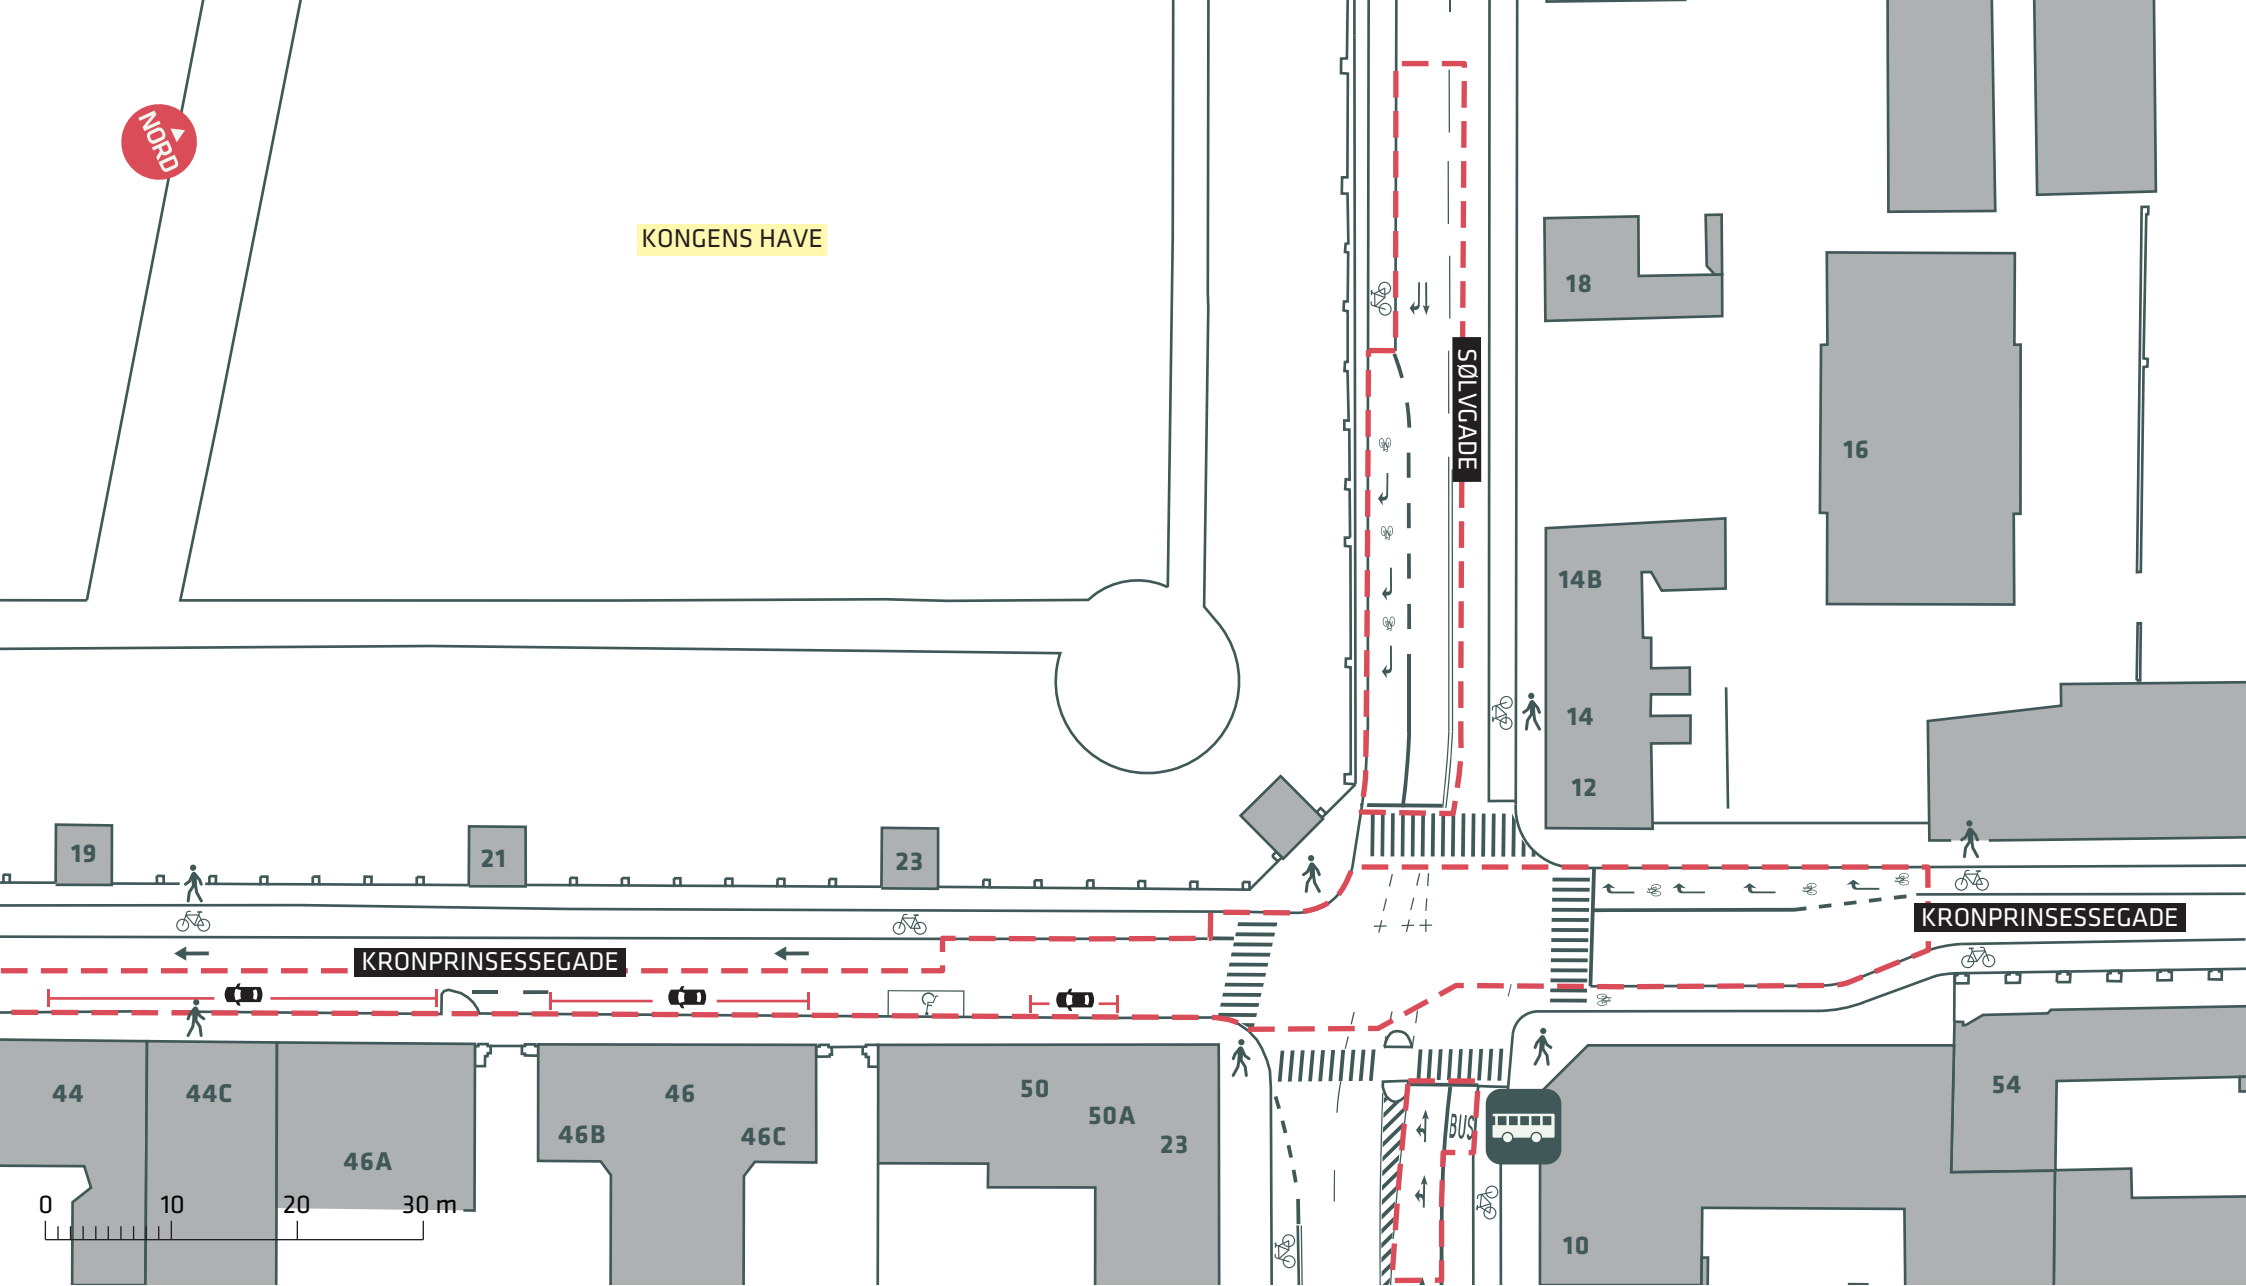 NORD
KONGENS HAVE
18
SØLVGADE
16
14B
14
12
19
21
23
KRONPRINSESSEGADE
KRONPRINSESSEGADE
44
44C
46A
46
46B
46C
50
50A
23
BUS
54
10
0 10 20 30 m